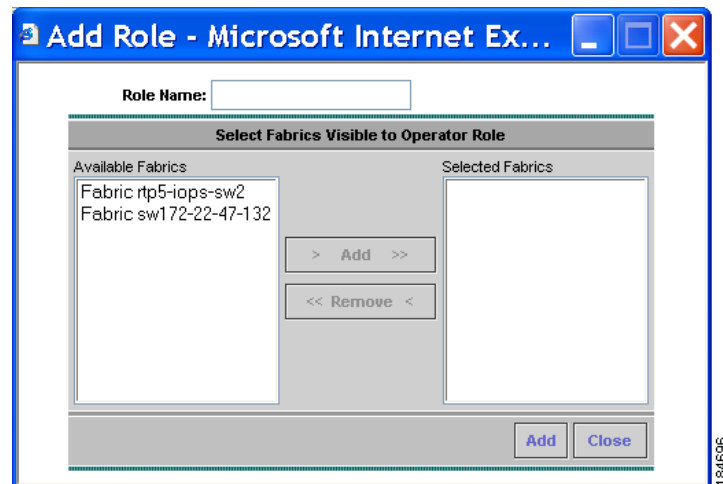 Add Role - Microsoft Internet Ex...
Role Name:
Select Fabrics Visible to Operator Role
Available Fabrics
Selected Fabrics
Fabric rtp5-iops-sw2
Fabric sw172-22-47-132
> Add >>
<< Remove <
Add
Close
184696